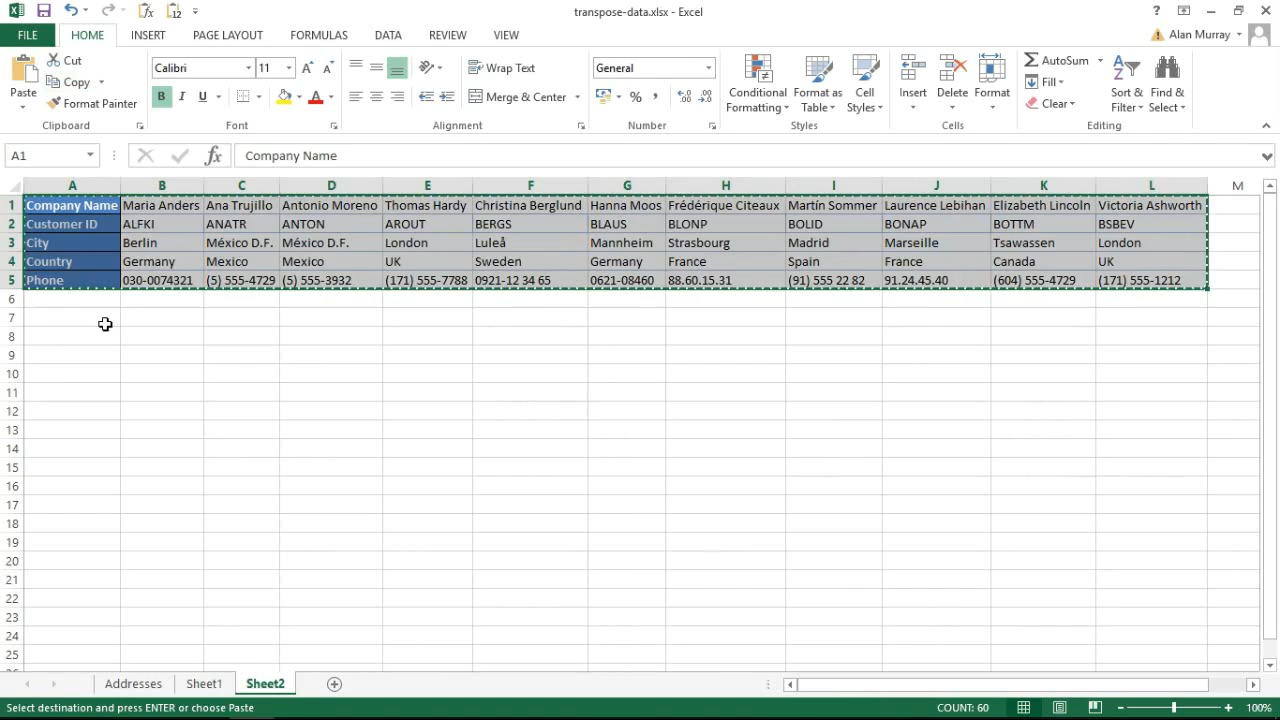 transpose-data.xlsx - Excel
FILE HOME INSERT PAGE LAYOUT FORMULAS DATA REVIEW VIEW Alan Murray
Paste Cut Copy Format Painter Clipboard
Calibri 11 B I U A Font
Wrap Text Merge & Center Alignment
General % , Number
Conditional Formatting Format as Table Cell Styles Styles
Insert Delete Format Cells
AutoSum Fill Clear Sort & Filter Find & Select Editing
A1 fx Company Name
A B C D E F G H I J K L M
1 Company Name Maria Anders Ana Trujillo Antonio Moreno Thomas Hardy Christina Berglund Hanna Moos Frédérique Citeaux Martín Sommer Laurence Lebihan Elizabeth Lincoln Victoria Ashworth
2 Customer ID ALFKI ANATR ANTON AROUT BERGS BLAUS BLONP BOLID BONAP BOTTM BSBEV
3 City Berlin México D.F. México D.F. London Luleå Mannheim Strasbourg Madrid Marseille Tsawassen London
4 Country Germany Mexico Mexico UK Sweden Germany France Spain France Canada UK
5 Phone 030-0074321 (5) 555-4729 (5) 555-3932 (171) 555-7788 0921-12 34 65 0621-08460 88.60.15.31 (91) 555 22 82 91.24.45.40 (604) 555-4729 (171) 555-1212
6
7
8
9
10
11
12
13
14
15
16
17
18
19
20
21
22
23
24
25
Addresses Sheet1 Sheet2
Select destination and press ENTER or choose Paste COUNT: 60 100%